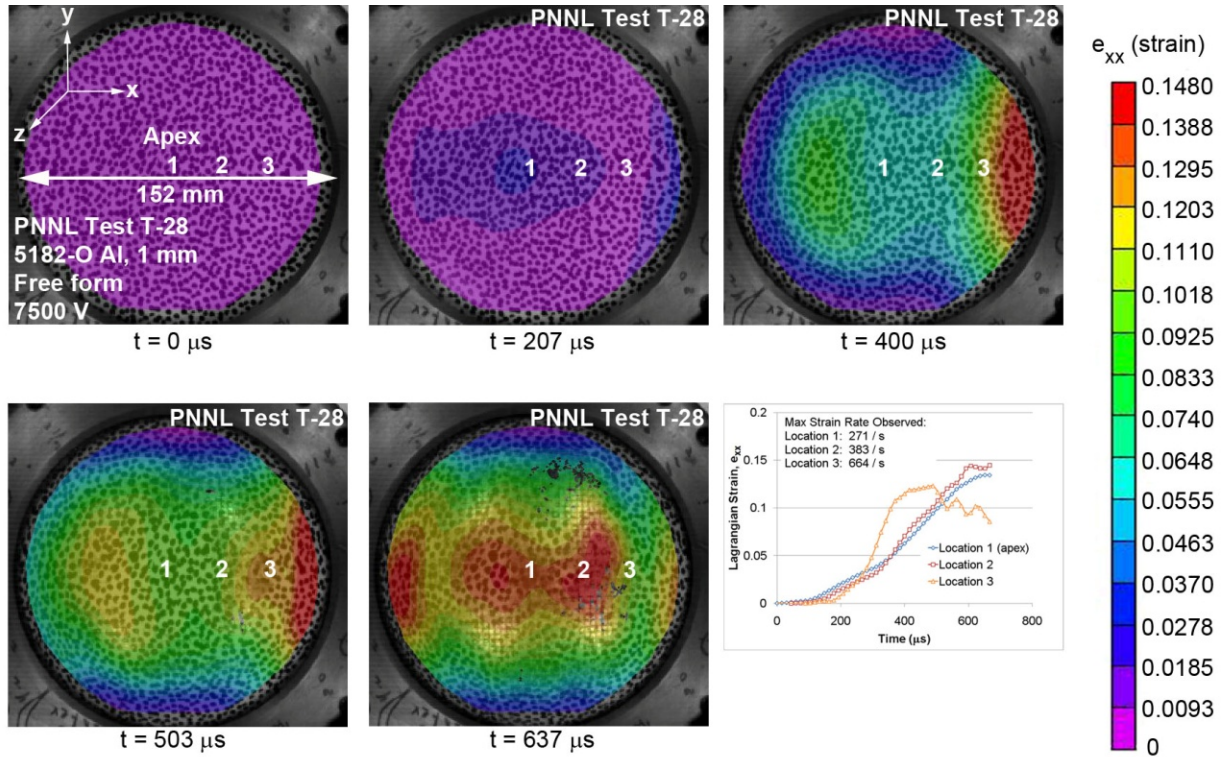 y
x
z
Apex
1 2 3
152 mm
PNNL Test T-28
5182-O Al, 1 mm
Free form
7500 V
t = 0 μs
PNNL Test T-28
1 2 3
t = 207 μs
PNNL Test T-28
1 2 3
t = 400 μs
PNNL Test T-28
1 2 3
t = 503 μs
PNNL Test T-28
1 2 3
t = 637 μs
Max Strain Rate Observed:
Location 1: 271 / s
Location 2: 383 / s
Location 3: 664 / s
Lagrangian Strain, exx
0.2
0.15
0.1
0.05
0
Location 1 (apex)
Location 2
Location 3
0 200 400 600 800
Time (μs)
exx (strain)
0.1480
0.1388
0.1295
0.1203
0.1110
0.1018
0.0925
0.0833
0.0740
0.0648
0.0555
0.0463
0.0370
0.0278
0.0185
0.0093
0